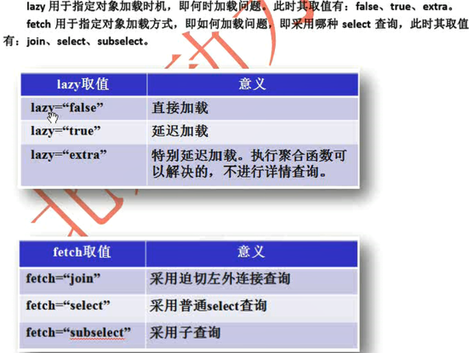 lazy 用于指定对象加载时机，即何时加载问题。此时其取值有：false、true、extra。
fetch 用于指定对象加载方式，即如何加载问题，即采用哪种 select 查询，此时其取值
有：join、select、subselect。
lazy取值 意义
lazy=“false” 直接加载
lazy=“true” 延迟加载
lazy=“extra” 特别延迟加载。执行聚合函数可
以解决的，不进行详情查询。
fetch取值 意义
fetch=“join” 采用迫切左外连接查询
fetch=“select” 采用普通select查询
fetch=“subselect” 采用子查询